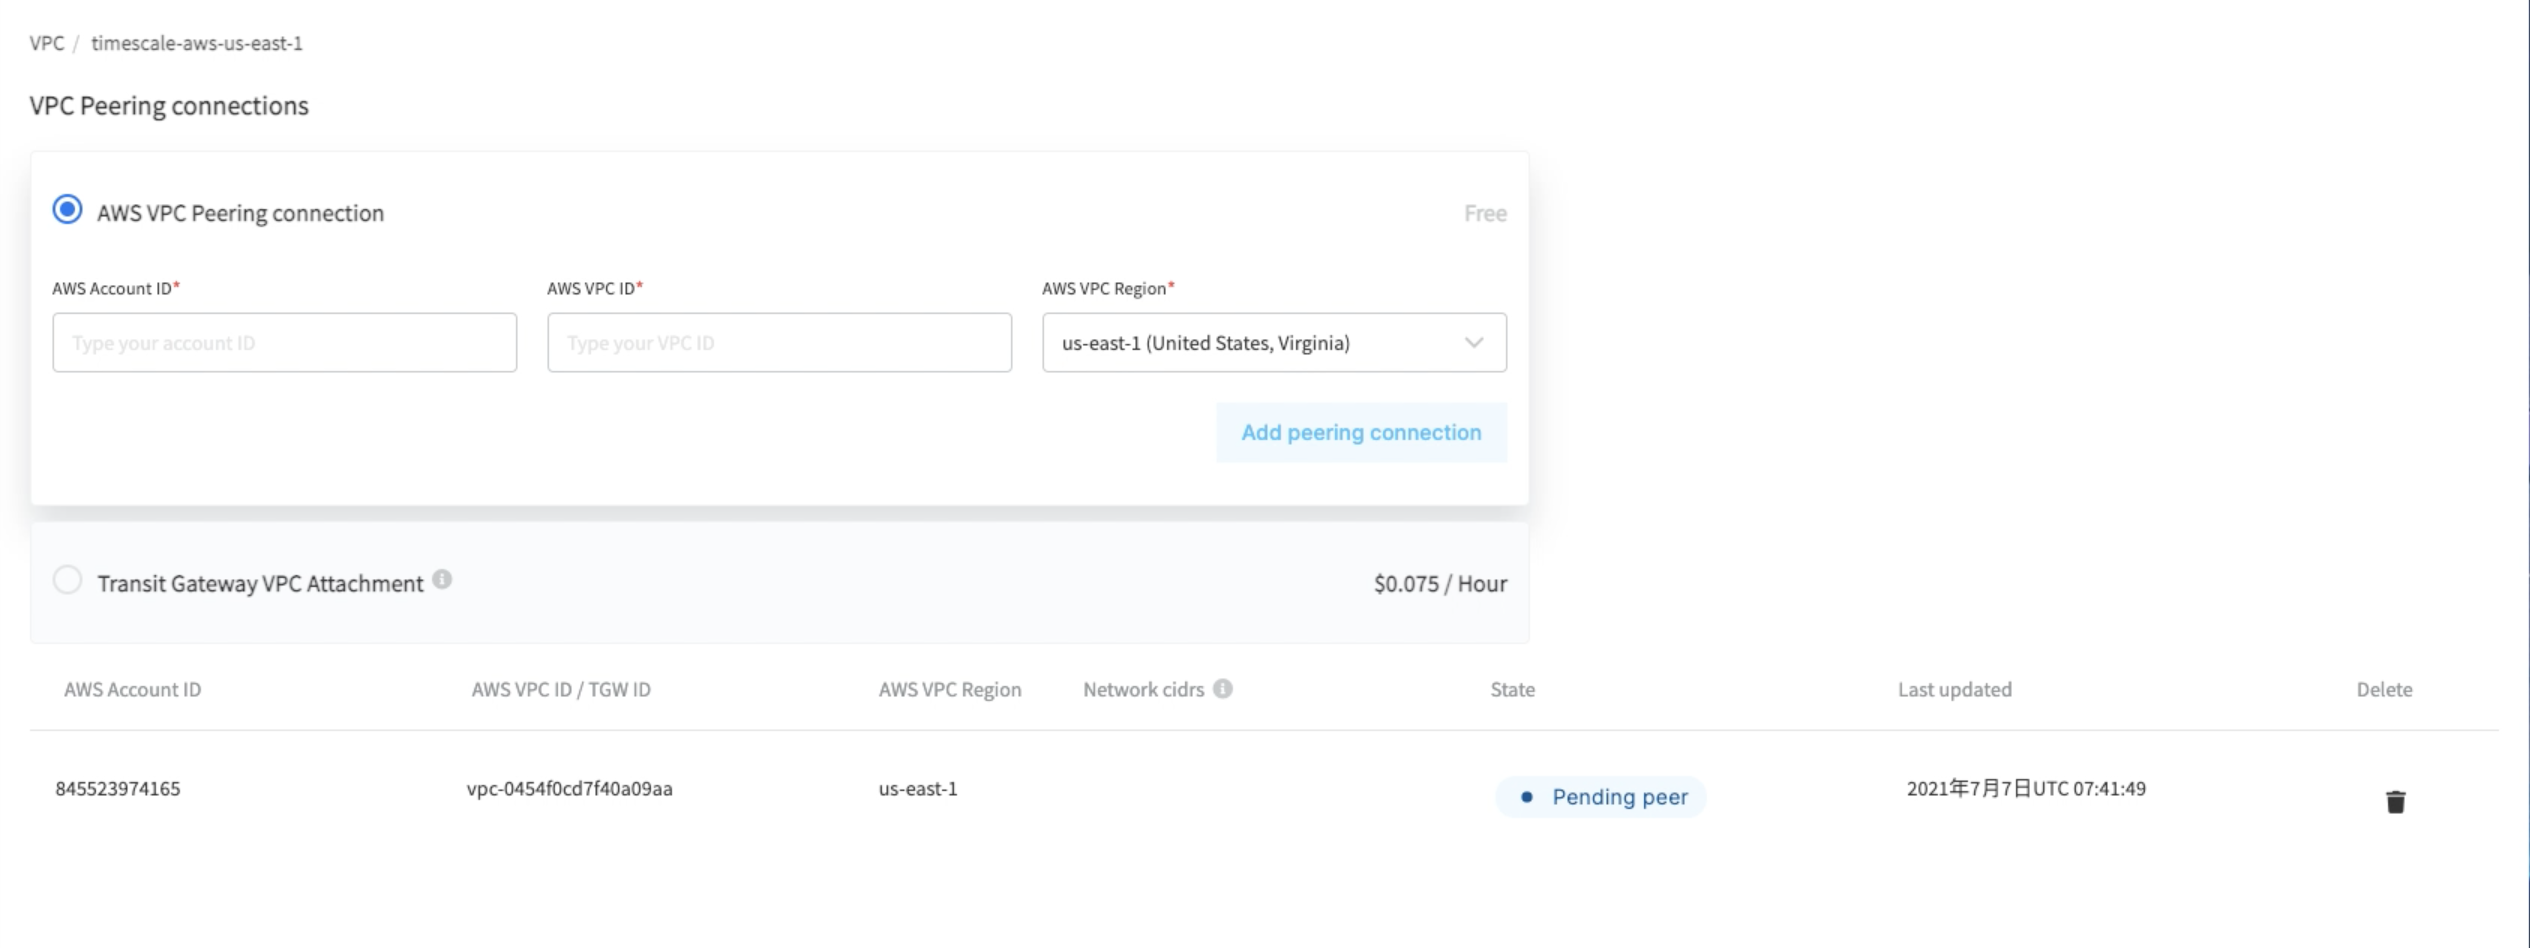 VPC / timescale-aws-us-east-1
VPC Peering connections
AWS VPC Peering connection Free
AWS Account ID* AWS VPC ID* AWS VPC Region*
Type your account ID Type your VPC ID us-east-1 (United States, Virginia)
Add peering connection
Transit Gateway VPC Attachment $0.075 / Hour
AWS Account ID AWS VPC ID / TGW ID AWS VPC Region Network cidrs State Last updated Delete
845523974165 vpc-0454f0cd7f40a09aa us-east-1 Pending peer 2021年7月7日UTC 07:41:49